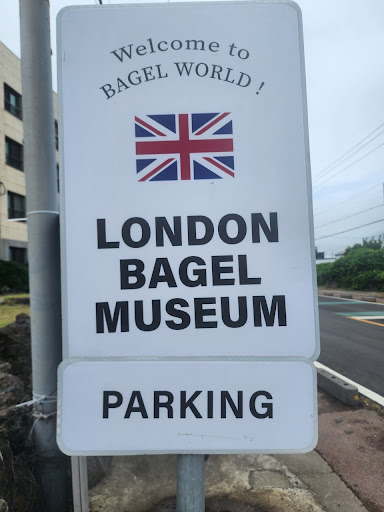 Welcome to
BAGEL WORLD !
LONDON
BAGEL
MUSEUM
PARKING